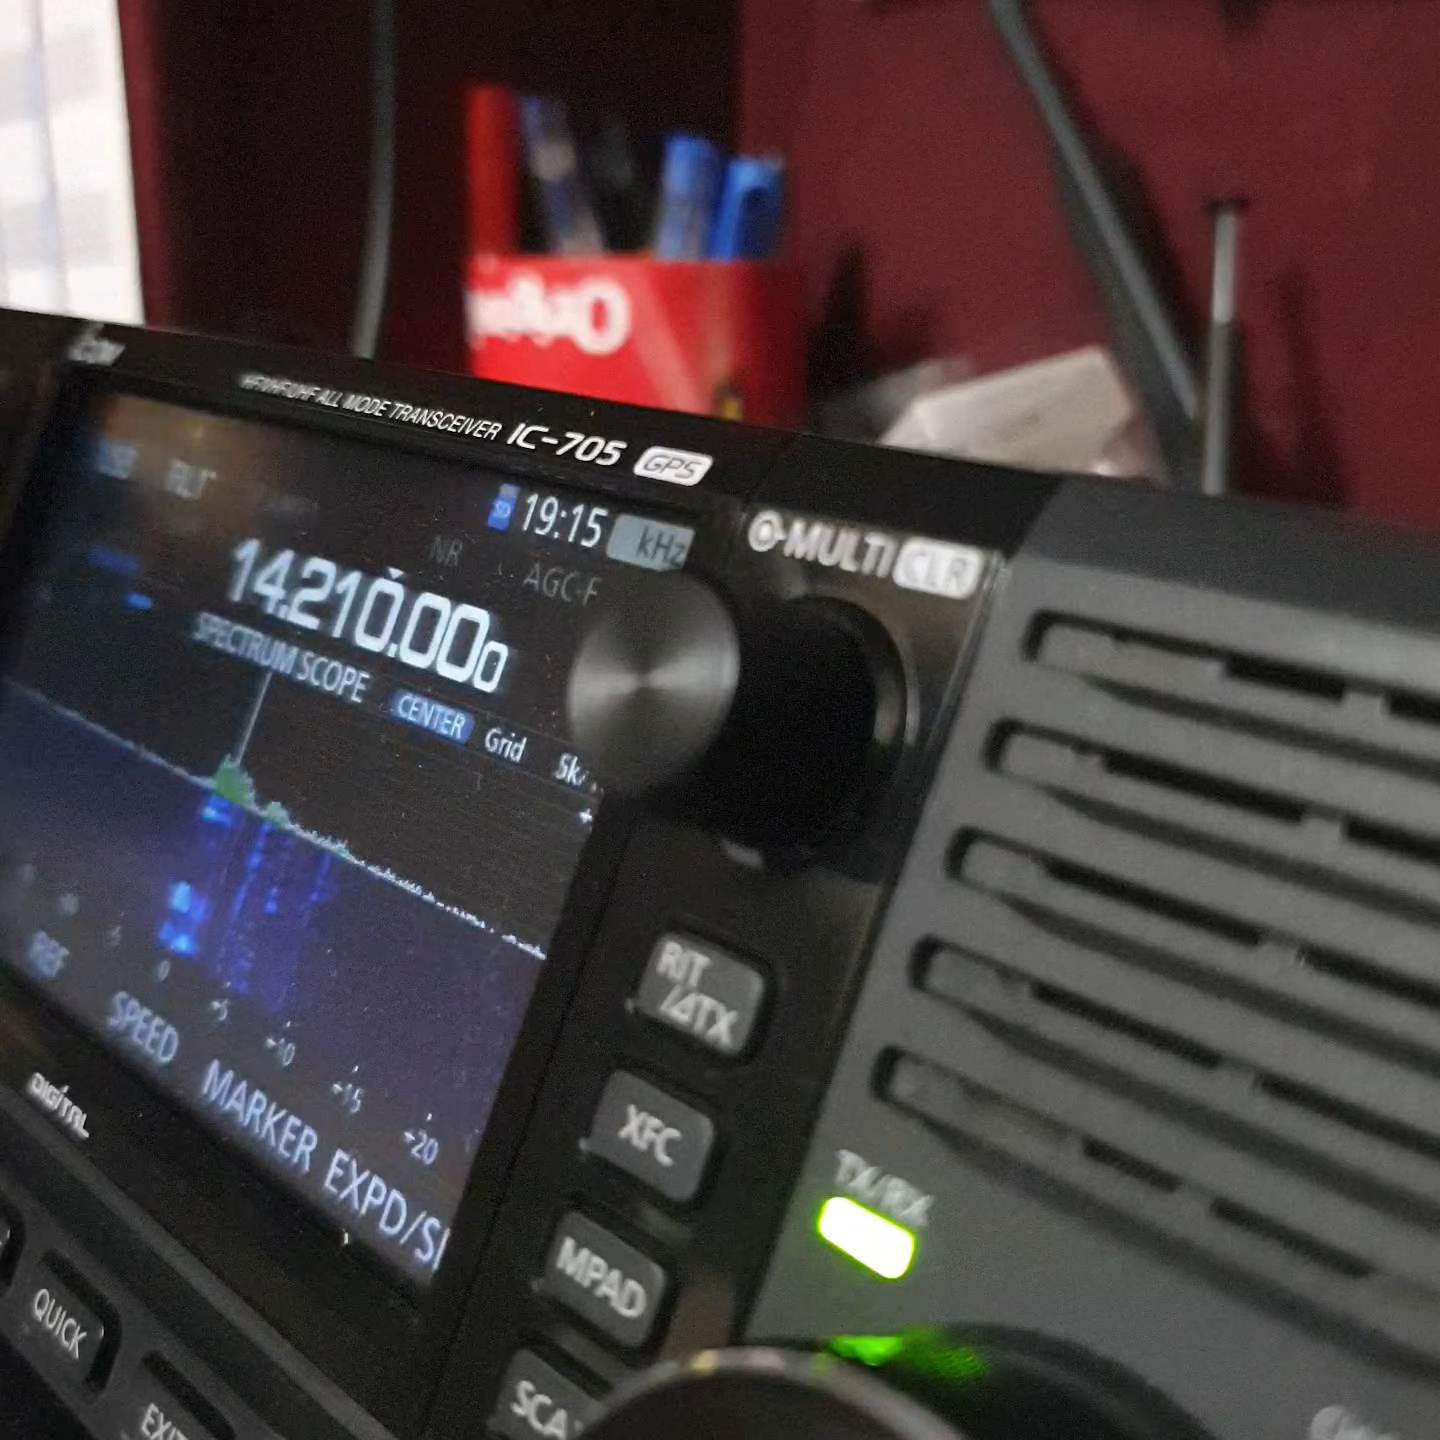 ICOM
HF/VHF/UHF ALL MODE TRANSCEIVER IC-705 GPS
19:15 kHz
NR AGC-F
14.210.000
SPECTRUM SCOPE CENTER Grid
MULTI CLR
0 +5 +10 +15 +20
REF SPEED MARKER EXPD/S
DIGITAL
RIT
/⊿TX
XFC
MPAD
QUICK
TX/RX